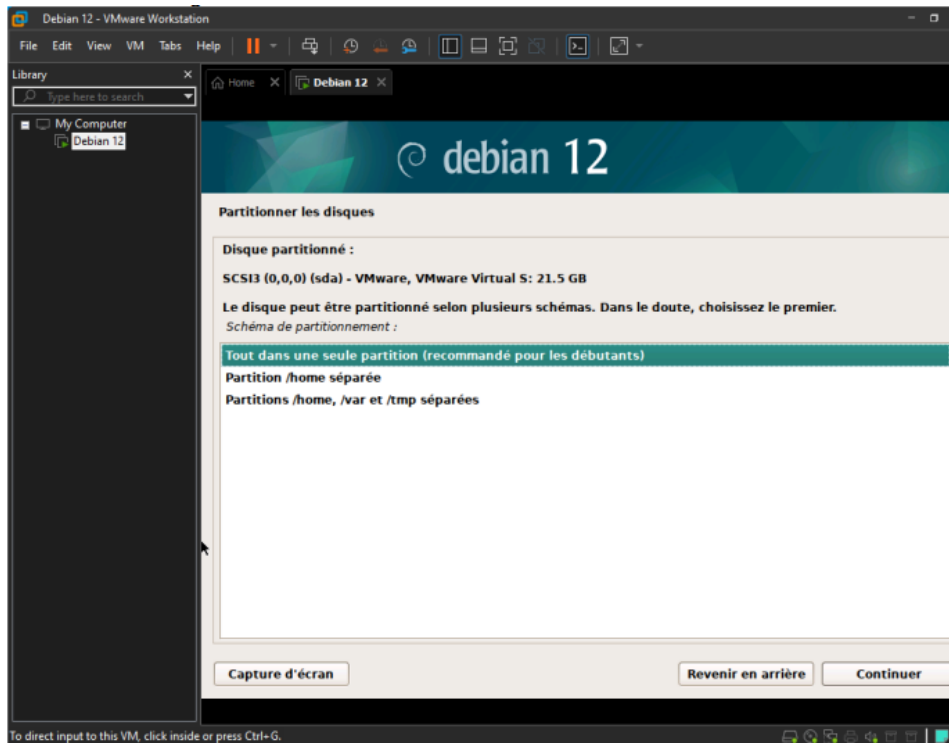 Debian 12 - VMware Workstation
File Edit View VM Tabs Help
Library
Type here to search
My Computer
Debian 12
Home
Debian 12
debian 12
Partitionner les disques
Disque partitionné :
SCSI3 (0,0,0) (sda) - VMware, VMware Virtual S: 21.5 GB
Le disque peut être partitionné selon plusieurs schémas. Dans le doute, choisissez le premier.
Schéma de partitionnement :
Tout dans une seule partition (recommandé pour les débutants)
Partition /home séparée
Partitions /home, /var et /tmp séparées
Capture d'écran
Revenir en arrière
Continuer
To direct input to this VM, click inside or press Ctrl+G.